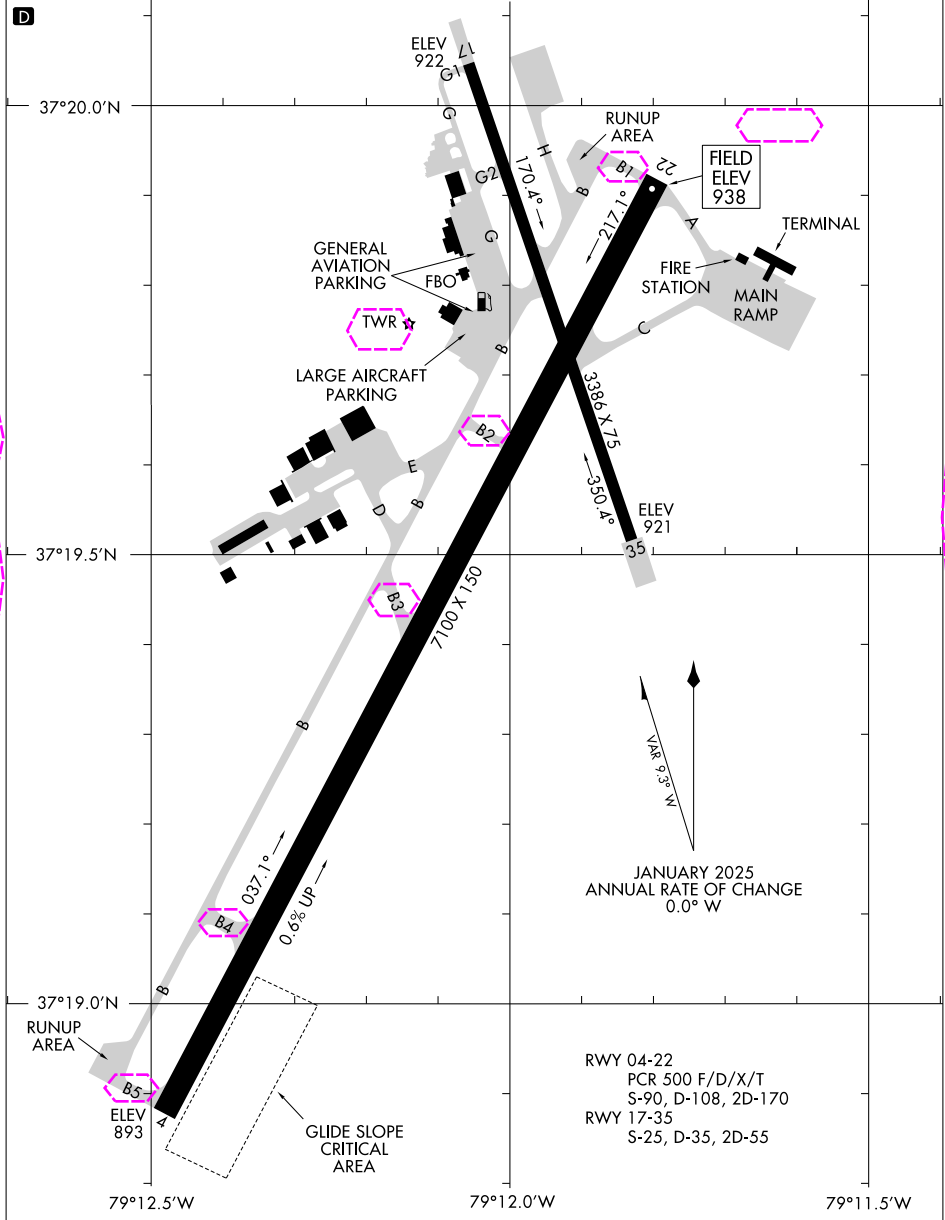 D
ELEV
922
17
G1
37°20.0'N
G
RUNUP
AREA
H
B1
22
FIELD
ELEV
938
G2
170.4°
B
217.1°
A
TERMINAL
G
GENERAL
AVIATION
PARKING
FBO
FIRE
STATION
MAIN
RAMP
TWR
C
B
LARGE AIRCRAFT
PARKING
3386 X 75
B2
E
D
B
350.4°
ELEV
921
37°19.5'N
35
B3
7100 X 150
B
VAR 9.3° W
037.1°
0.6% UP
JANUARY 2025
ANNUAL RATE OF CHANGE
0.0° W
B4
B
37°19.0'N
RUNUP
AREA
B5
ELEV
893
4
GLIDE SLOPE
CRITICAL
AREA
RWY 04-22
PCR 500 F/D/X/T
S-90, D-108, 2D-170
RWY 17-35
S-25, D-35, 2D-55
79°12.5'W
79°12.0'W
79°11.5'W